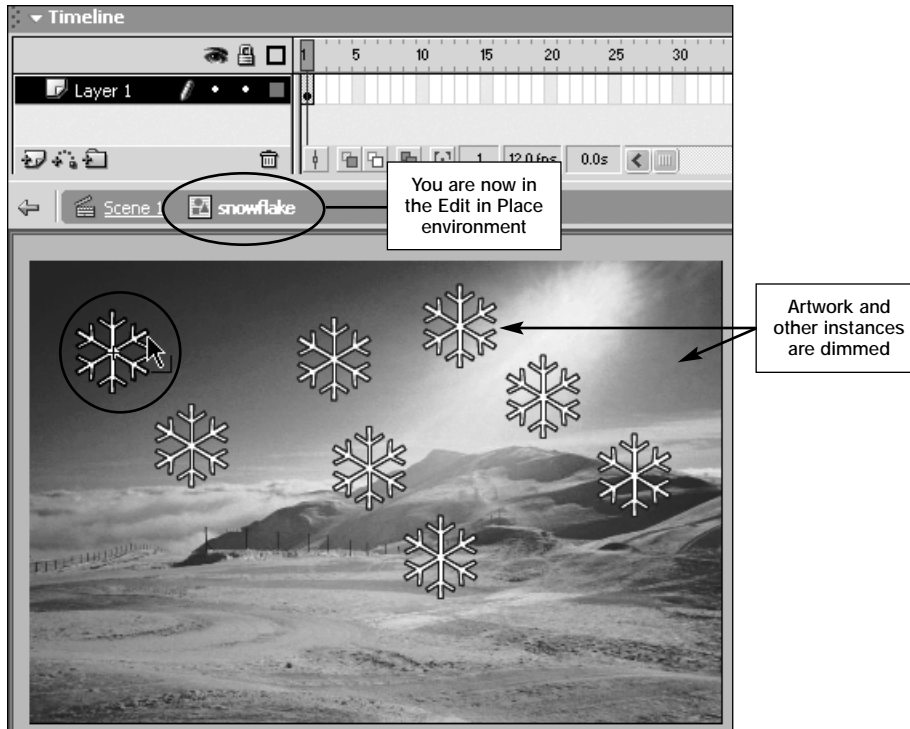 Timeline
1 5 10 15 20 25 30
Layer 1
1 12.0 fps 0.0s
Scene 1 snowflake
You are now in
the Edit in Place
environment
Artwork and
other instances
are dimmed